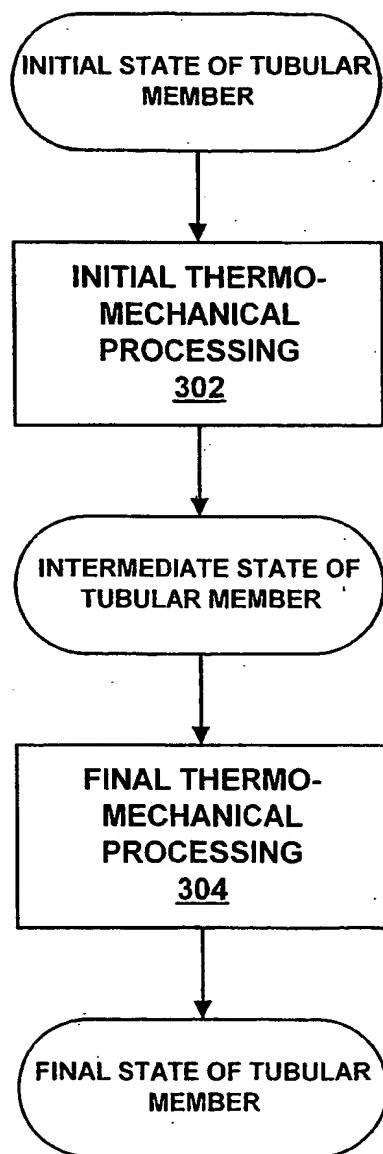 INITIAL STATE OF TUBULAR
MEMBER
INITIAL THERMO-
MECHANICAL
PROCESSING
302
INTERMEDIATE STATE OF
TUBULAR MEMBER
FINAL THERMO-
MECHANICAL
PROCESSING
304
FINAL STATE OF TUBULAR
MEMBER